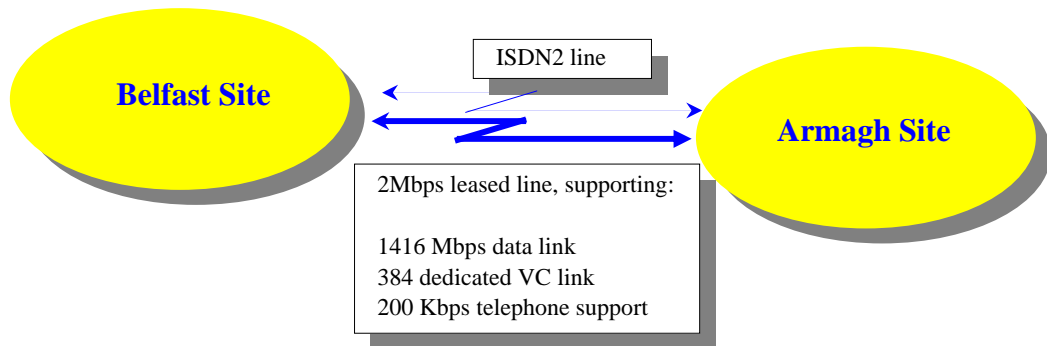 ISDN2 line
Belfast Site
Armagh Site
2Mbps leased line, supporting:
1416 Mbps data link
384 dedicated VC link
200 Kbps telephone support